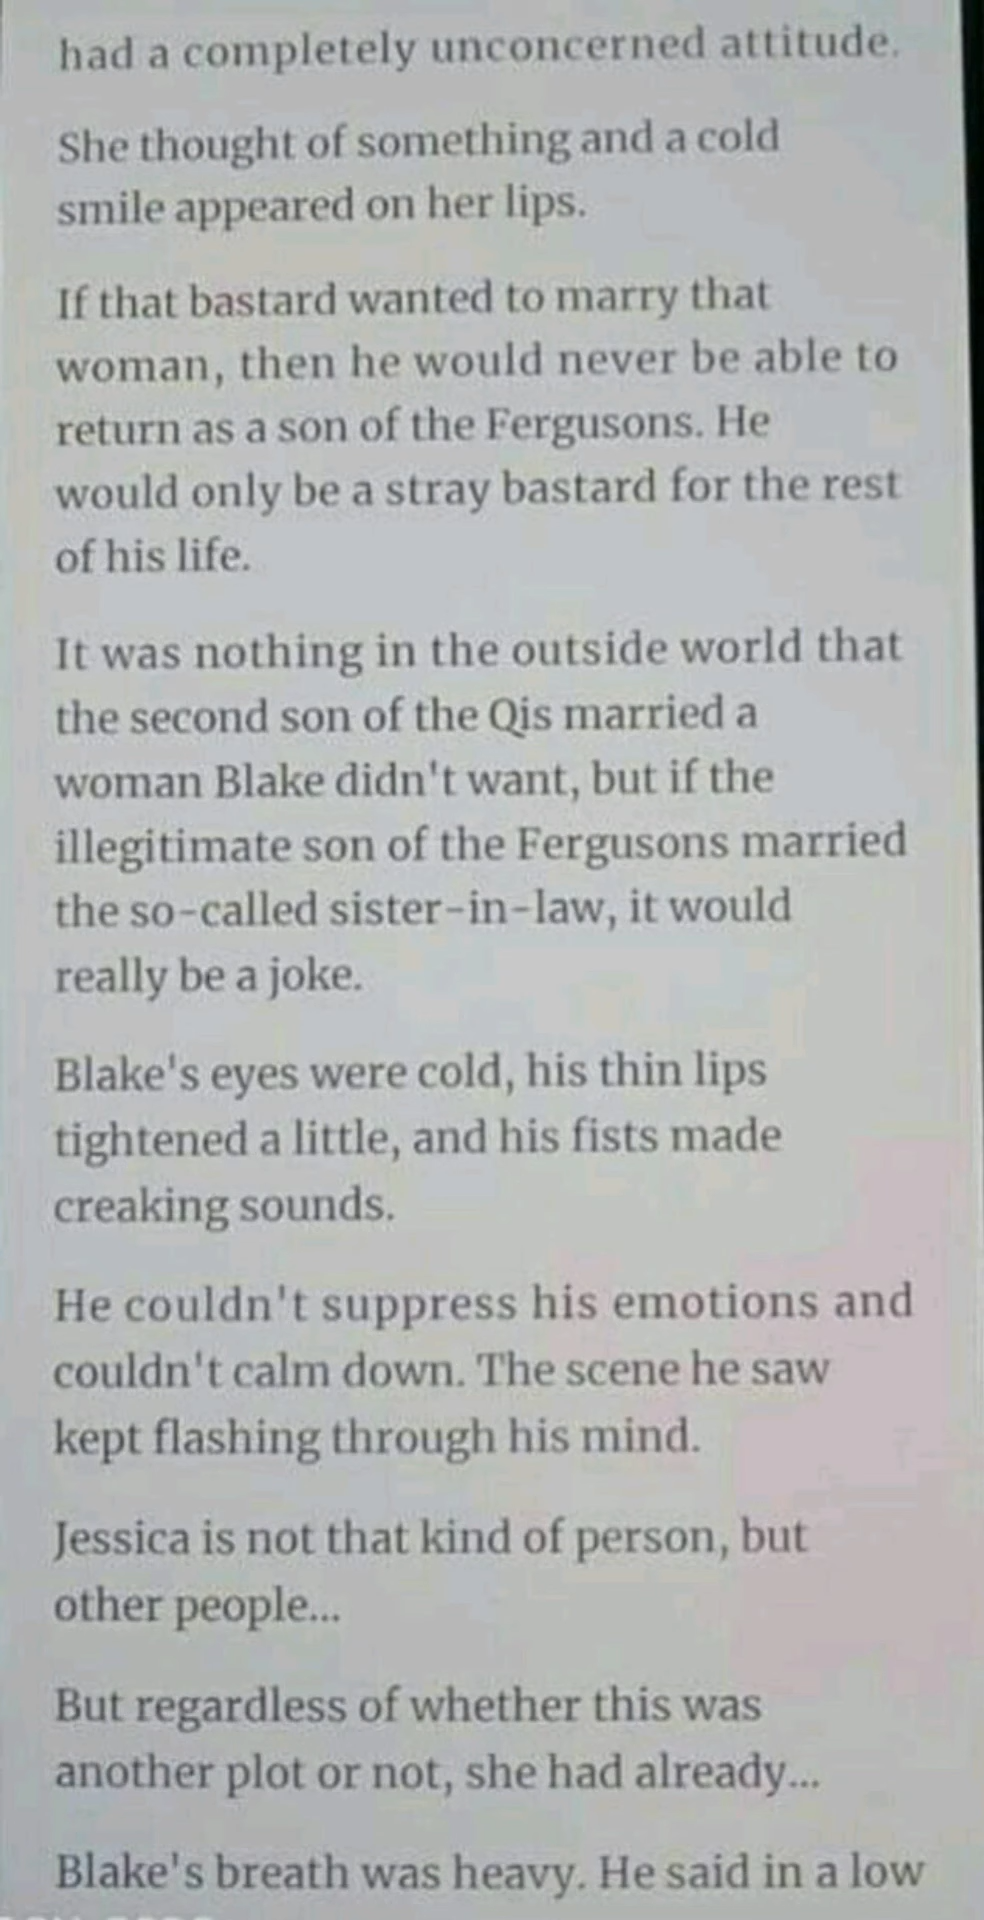 had a completely unconcerned attitude.
She thought of something and a cold
smile appeared on her lips.
If that bastard wanted to marry that
woman, then he would never be able to
return as a son of the Fergusons. He
would only be a stray bastard for the rest
of his life.
It was nothing in the outside world that
the second son of the Qis married a
woman Blake didn't want, but if the
illegitimate son of the Fergusons married
the so-called sister-in-law, it would
really be a joke.
Blake's eyes were cold, his thin lips
tightened a little, and his fists made
creaking sounds.
He couldn't suppress his emotions and
couldn't calm down. The scene he saw
kept flashing through his mind.
Jessica is not that kind of person, but
other people...
But regardless of whether this was
another plot or not, she had already...
Blake's breath was heavy. He said in a low